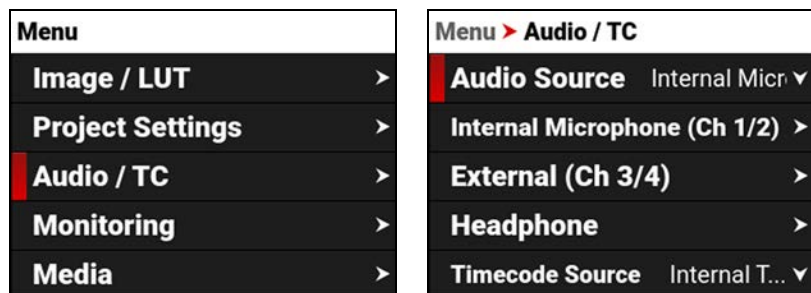 Menu
Image / LUT
Project Settings
Audio / TC
Monitoring
Media
Menu > Audio / TC
Audio Source Internal Micr
Internal Microphone (Ch 1/2)
External (Ch 3/4)
Headphone
Timecode Source Internal T...